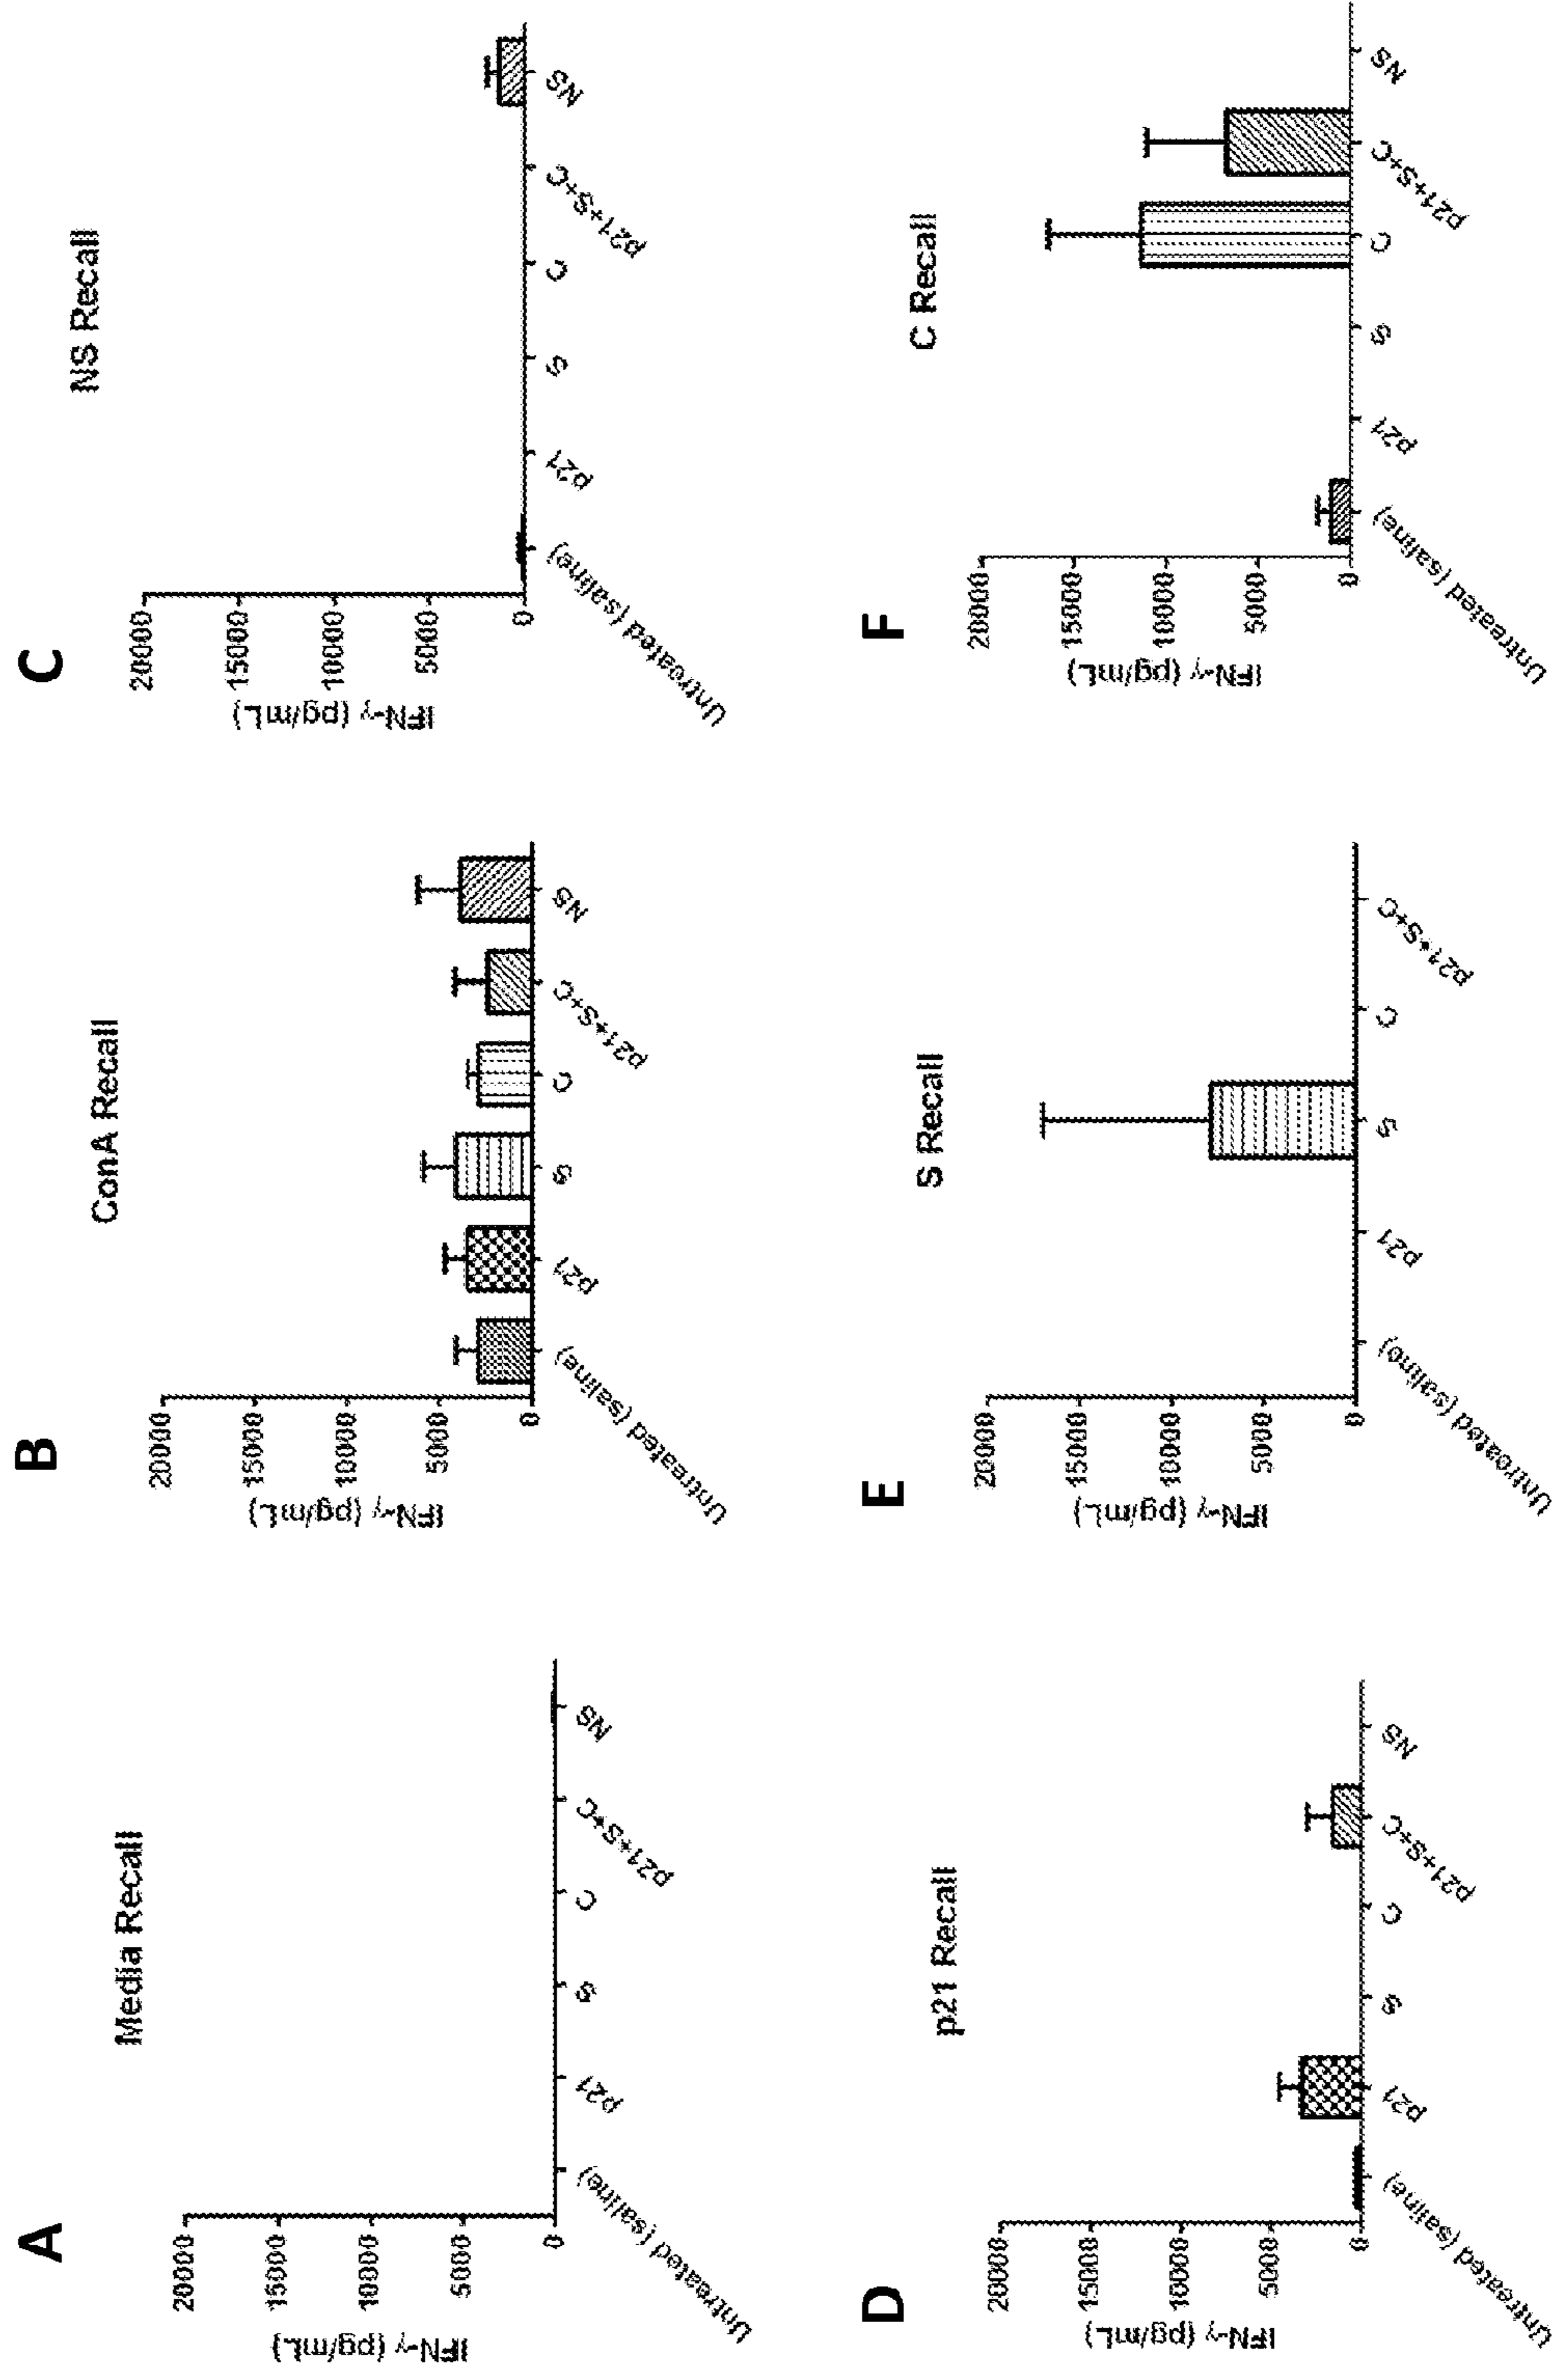 A
Media Recall
IFN-γ (pg/mL)
20000
15000
10000
5000
0
Untreated (saline)
p21
S
C
p21+S+C
NS
B
ConA Recall
IFN-γ (pg/mL)
20000
15000
10000
5000
0
Untreated (saline)
p21
S
C
p21+S+C
NS
C
NS Recall
IFN-γ (pg/mL)
20000
15000
10000
5000
0
Untreated (saline)
p21
S
C
p21+S+C
NS
D
p21 Recall
IFN-γ (pg/mL)
20000
15000
10000
5000
0
Untreated (saline)
p21
S
C
p21+S+C
NS
E
S Recall
IFN-γ (pg/mL)
20000
15000
10000
5000
0
Untreated (saline)
p21
S
C
p21+S+C
F
C Recall
IFN-γ (pg/mL)
20000
15000
10000
5000
0
Untreated (saline)
p21
S
C
p21+S+C
NS